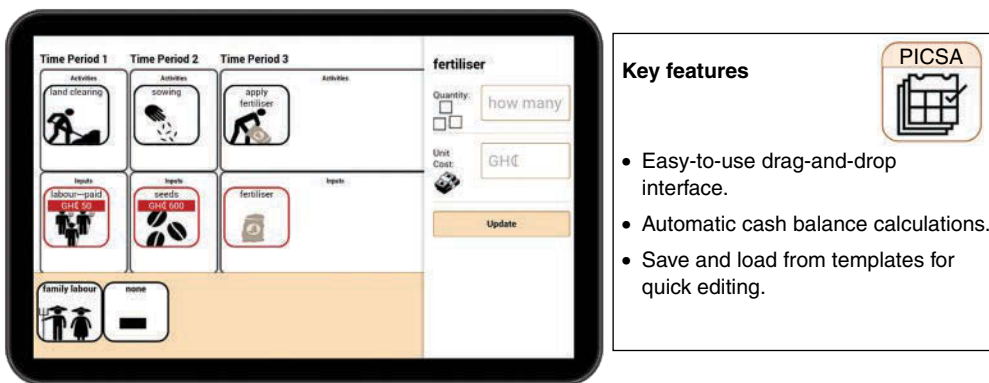 Time Period 1 Time Period 2 Time Period 3
Activities Activities Activities
land clearing sowing apply
fertiliser
Inputs Inputs Inputs
labour---paid seeds fertiliser
GH₵ 50 GH₵ 600
family labour none
fertiliser
Quantity: how many
Unit
Cost: GH₵
Update
PICSA
Key features
• Easy-to-use drag-and-drop
interface.
• Automatic cash balance calculations.
• Save and load from templates for
quick editing.